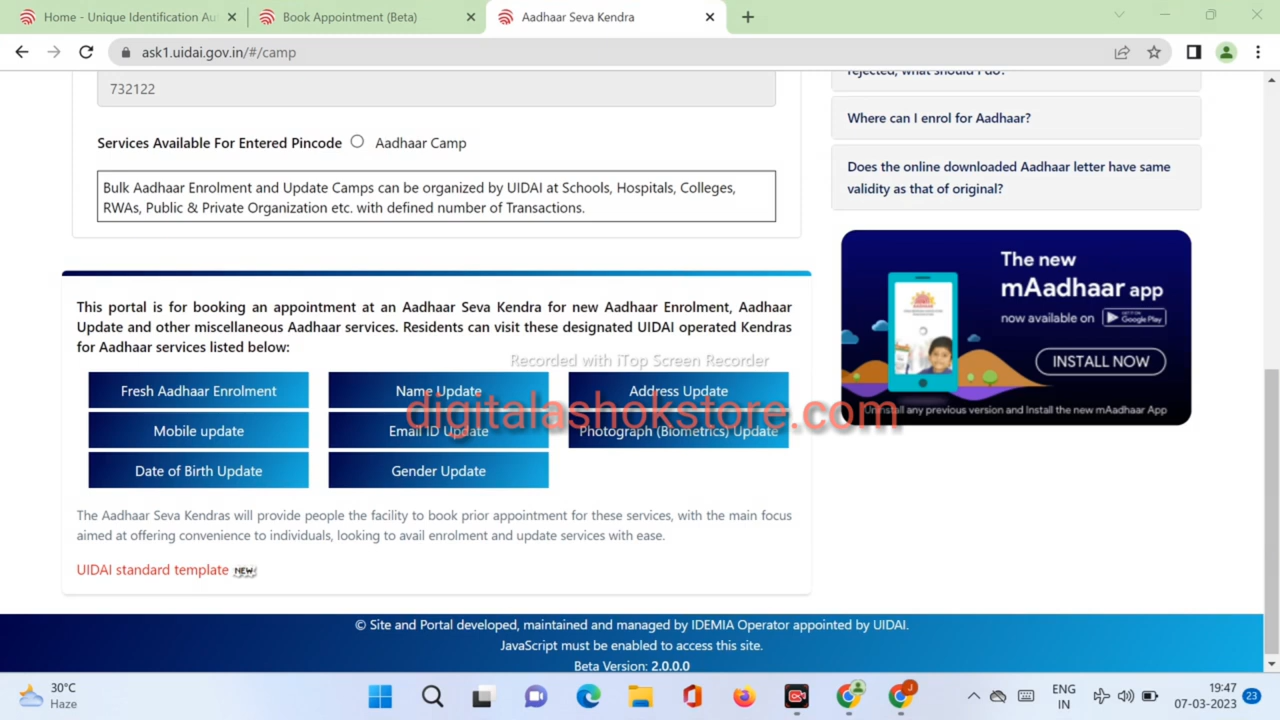 Home - Unique Identification Au
Book Appointment (Beta)
Aadhaar Seva Kendra
ask1.uidai.gov.in/#/camp
rejected, what should I do?
732122
Where can I enrol for Aadhaar?
Services Available For Entered Pincode Aadhaar Camp
Does the online downloaded Aadhaar letter have same
validity as that of original?
Bulk Aadhaar Enrolment and Update Camps can be organized by UIDAI at Schools, Hospitals, Colleges,
RWAs, Public & Private Organization etc. with defined number of Transactions.
The new
mAadhaar app
now available on GET IT ON Google Play
INSTALL NOW
Uninstall any previous version and Install the new mAadhaar App
This portal is for booking an appointment at an Aadhaar Seva Kendra for new Aadhaar Enrolment, Aadhaar
Update and other miscellaneous Aadhaar services. Residents can visit these designated UIDAI operated Kendras
for Aadhaar services listed below:
Recorded with iTop Screen Recorder
Fresh Aadhaar Enrolment
Name Update
Address Update
digitalashokstore.com
Mobile update
Email ID Update
Photograph (Biometrics) Update
Date of Birth Update
Gender Update
The Aadhaar Seva Kendras will provide people the facility to book prior appointment for these services, with the main focus
aimed at offering convenience to individuals, looking to avail enrolment and update services with ease.
UIDAI standard template NEW
© Site and Portal developed, maintained and managed by IDEMIA Operator appointed by UIDAI.
JavaScript must be enabled to access this site.
Beta Version: 2.0.0.0
30°C
Haze
J
ENG
IN
19:47
07-03-2023
23